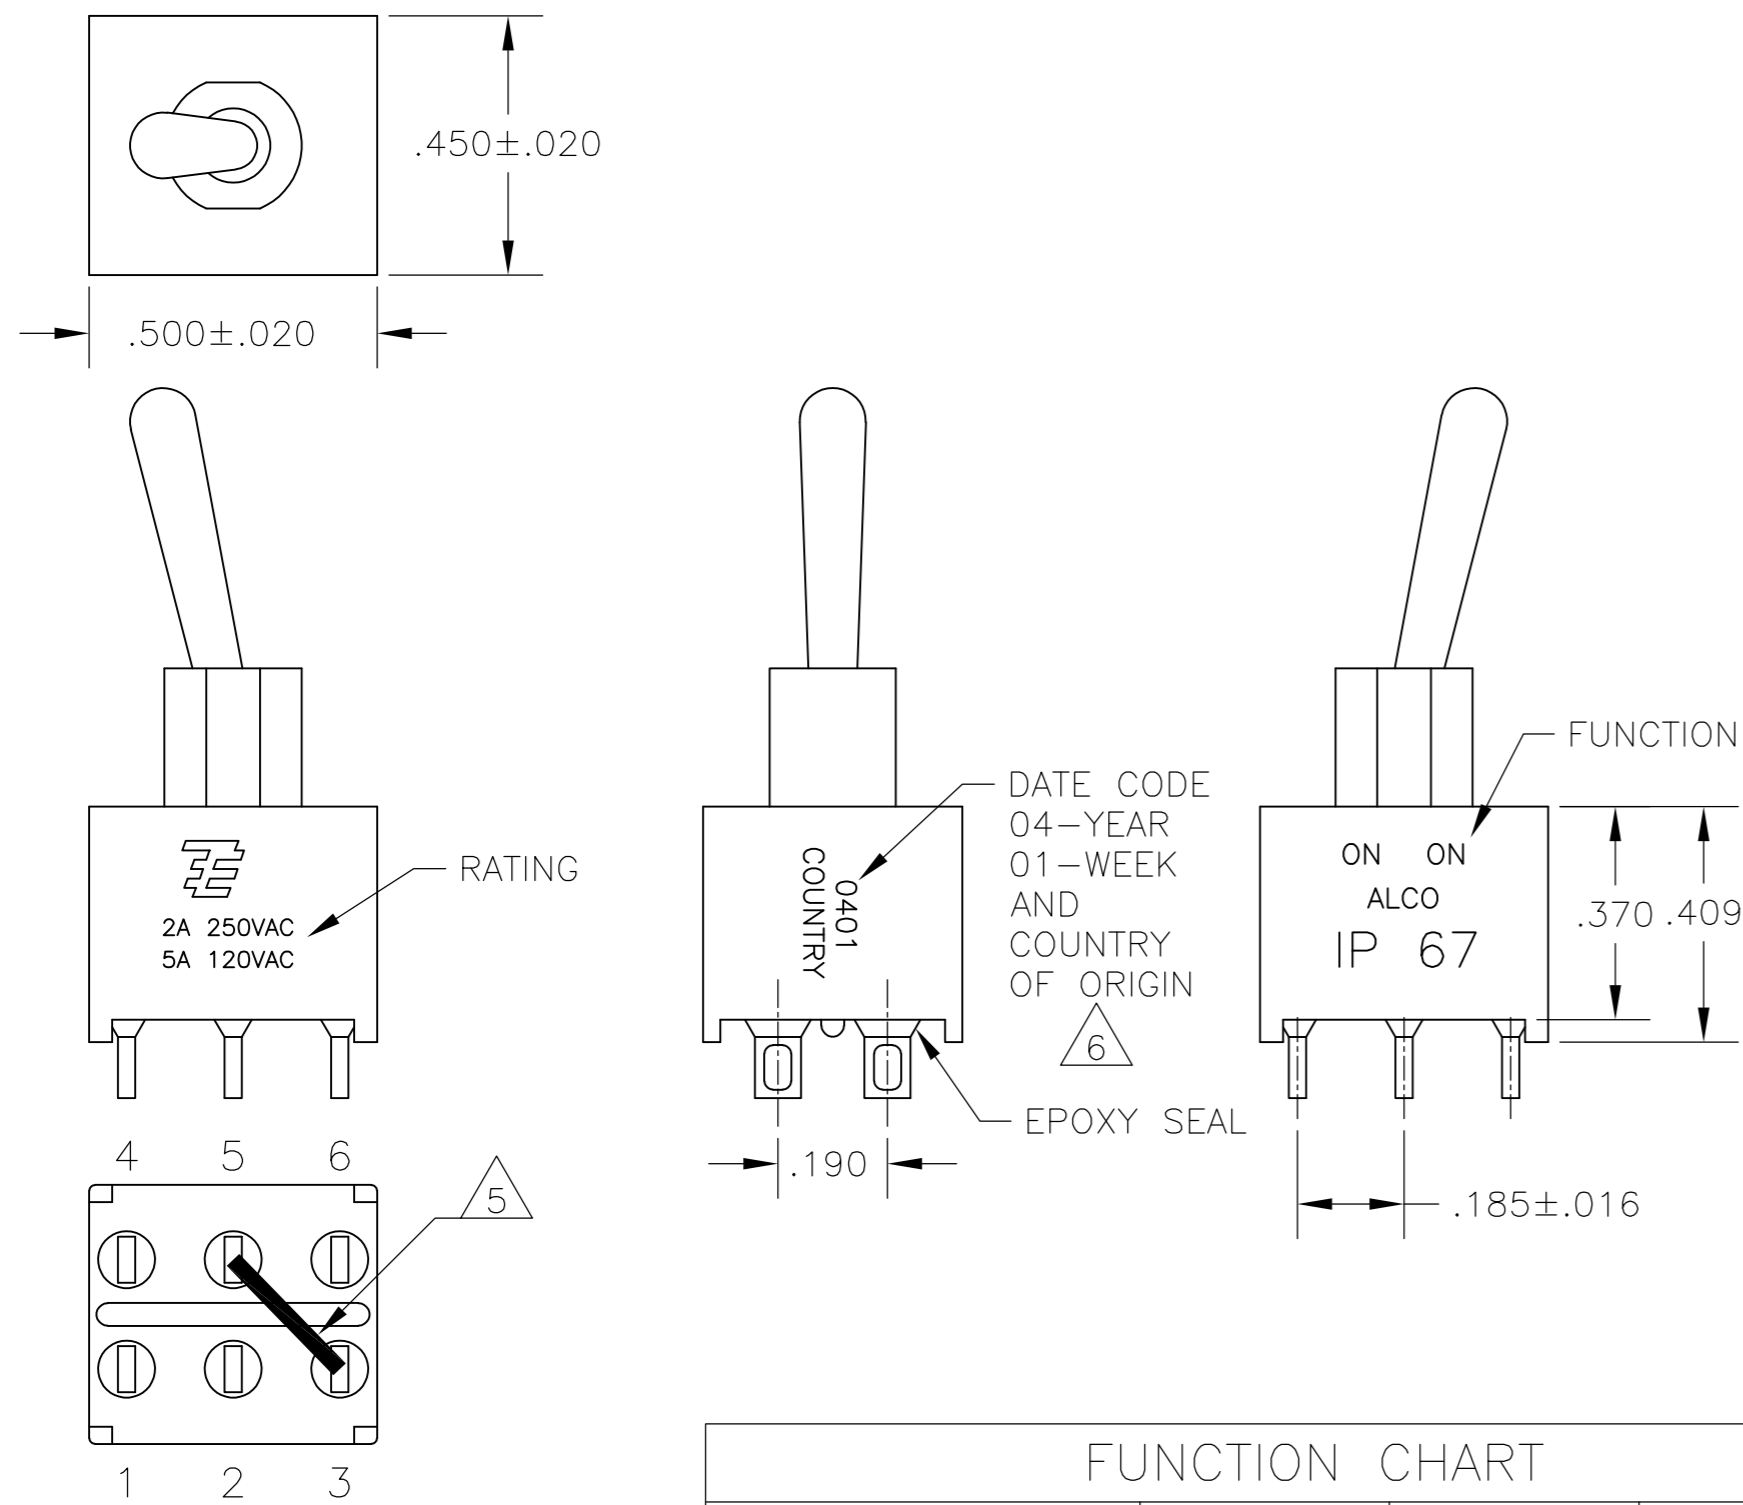 .450±.020
.500±.020
2A 250VAC
5A 120VAC
RATING
0401
COUNTRY
DATE CODE
04-YEAR
01-WEEK
AND
COUNTRY
OF ORIGIN
6
EPOXY SEAL
.190
FUNCTION
ON ON
ALCO
IP 67
.370
.409
.185±.016
4 5 6
5
1 2 3
FUNCTION CHART